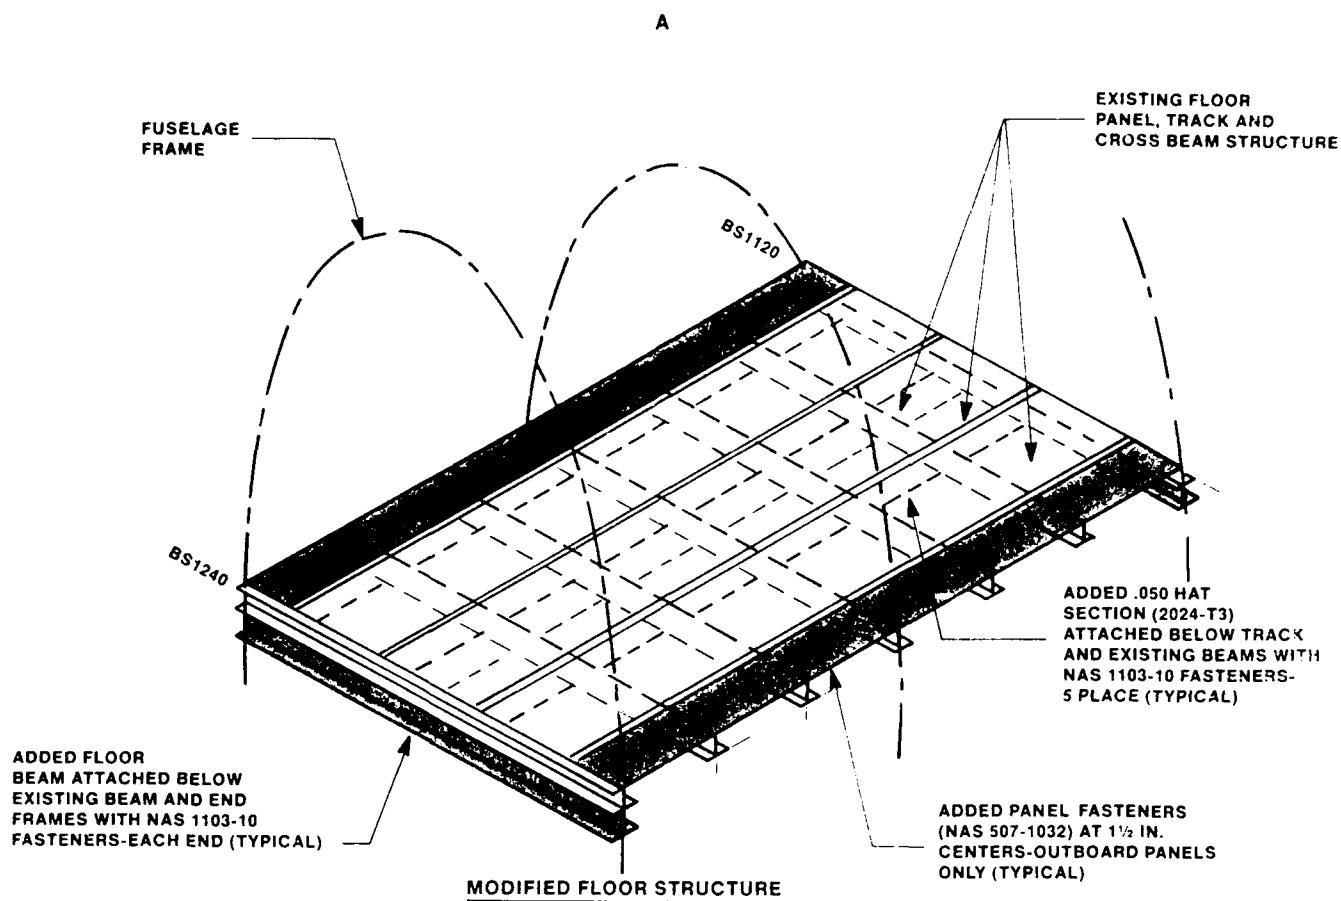 A
FUSELAGE
FRAME
EXISTING FLOOR
PANEL, TRACK AND
CROSS BEAM STRUCTURE
BS1120
BS1240
ADDED .050 HAT
SECTION (2024-T3)
ATTACHED BELOW TRACK
AND EXISTING BEAMS WITH
NAS 1103-10 FASTENERS-
5 PLACE (TYPICAL)
ADDED FLOOR
BEAM ATTACHED BELOW
EXISTING BEAM AND END
FRAMES WITH NAS 1103-10
FASTENERS-EACH END (TYPICAL)
ADDED PANEL FASTENERS
(NAS 507-1032) AT 1½ IN.
CENTERS-OUTBOARD PANELS
ONLY (TYPICAL)
MODIFIED FLOOR STRUCTURE